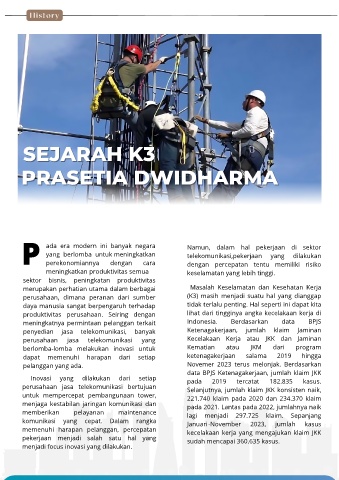 History
SEJARAH K3
PRASETIA DWIDHARMA
Pada era modern ini banyak negara
yang berlomba untuk meningkatkan
perekonomiannya dengan cara
meningkatkan produktivitas semua
sektor bisnis, peningkatan produktivitas
merupakan perhatian utama dalam berbagai
perusahaan, dimana peranan dari sumber
daya manusia sangat berpengaruh terhadap
produktivitas perusahaan. Seiring dengan
meningkatnya permintaan pelanggan terkait
penyedian jasa telekomunikasi, banyak
perusahaan jasa telekomunikasi yang
berlomba-lomba melakukan inovasi untuk
dapat memenuhi harapan dari setiap
pelanggan yang ada.
Inovasi yang dilakukan dari setiap
perusahaan jasa telekomunikasi bertujuan
untuk mempercepat pembangunan tower,
menjaga kestabilan jaringan komunikasi dan
memberikan pelayanan maintenance
komunikasi yang cepat. Dalam rangka
memenuhi harapan pelanggan, percepatan
pekerjaan menjadi salah satu hal yang
menjadi focus inovasi yang dilakukan.
Namun, dalam hal pekerjaan di sektor
telekomunikasi,pekerjaan yang dilakukan
dengan percepatan tentu memiliki risiko
keselamatan yang lebih tinggi.
Masalah Keselamatan dan Kesehatan Kerja
(K3) masih menjadi suatu hal yang dianggap
tidak terlalu penting. Hal seperti ini dapat kita
lihat dari tingginya angka kecelakaan kerja di
Indonesia. Berdasarkan data BPJS
Ketenagakerjaan, jumlah klaim Jaminan
Kecelakaan Kerja atau JKK dan Jaminan
Kematian atau JKM dari program
ketenagakerjaan selama 2019 hingga
Novemer 2023 terus melonjak. Berdasarkan
data BPJS Ketenagakerjaan, jumlah klaim JKK
pada 2019 tercatat 182.835 kasus.
Selanjutnya, jumlah klaim JKK konsisten naik,
221.740 klaim pada 2020 dan 234.370 klaim
pada 2021. Lantas pada 2022, jumlahnya naik
lagi menjadi 297.725 klaim. Sepanjang
Januari-November 2023, jumlah kasus
kecelakaan kerja yang mengajukan klaim JKK
sudah mencapai 360.635 kasus.